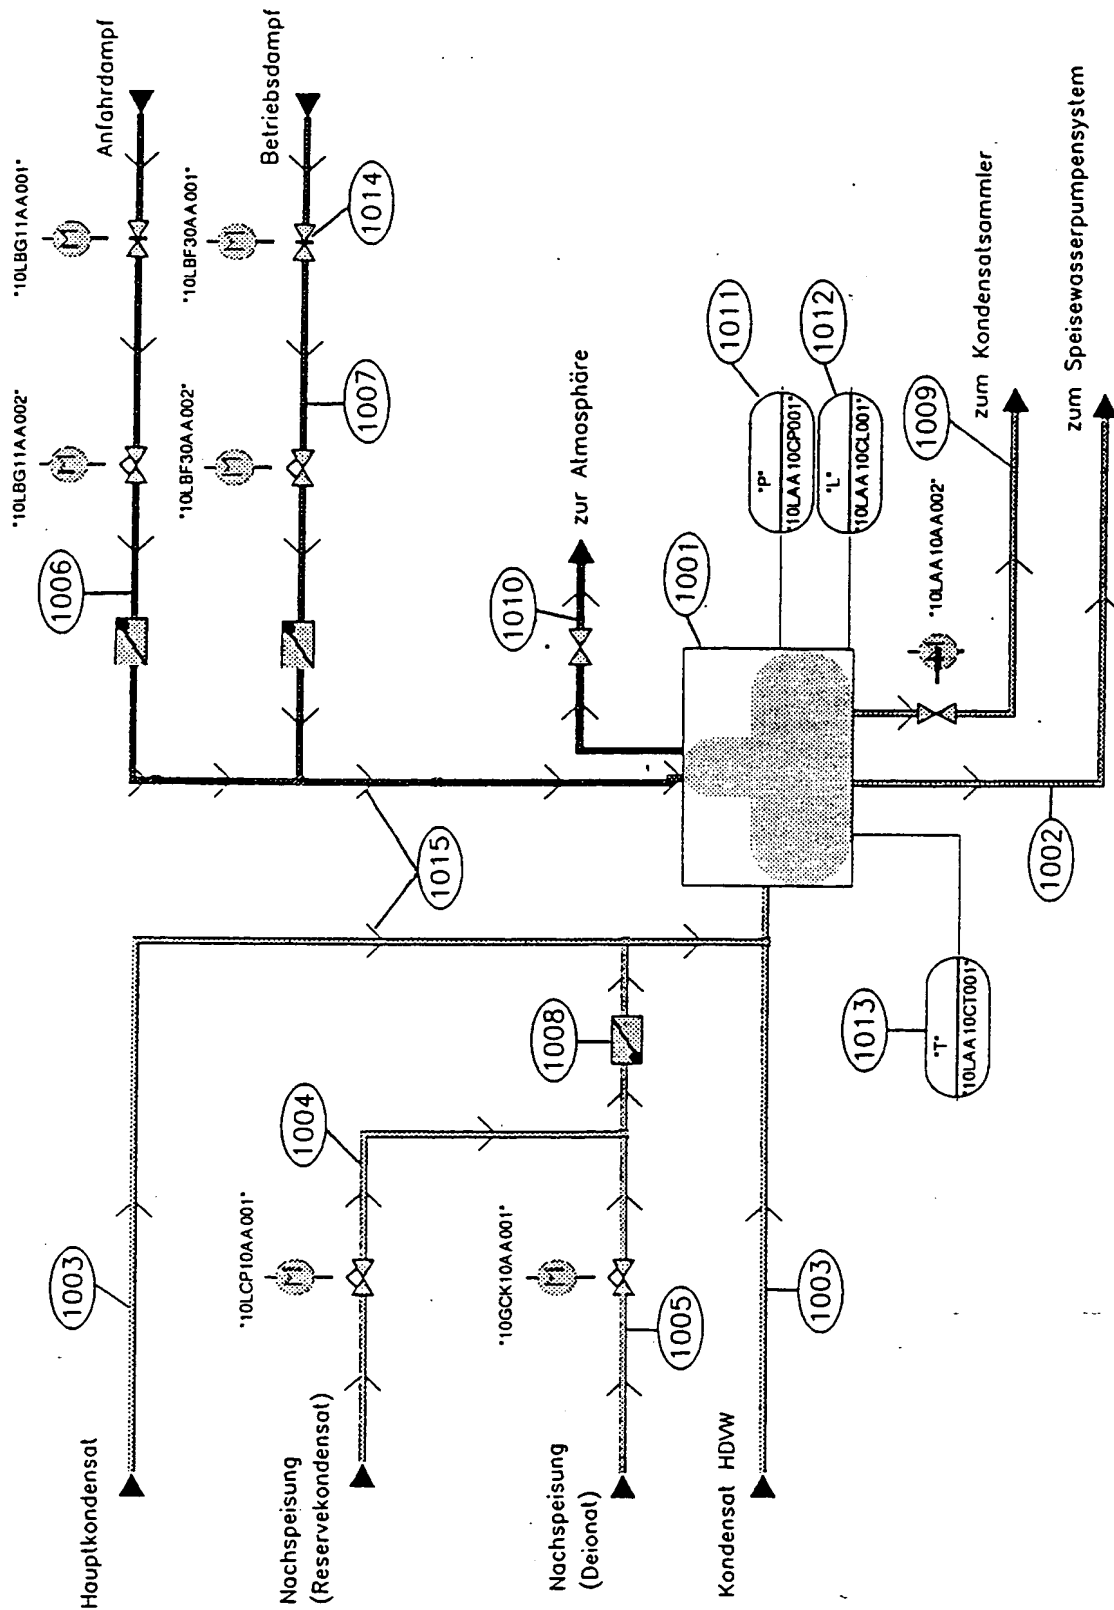 Hauptkondensat
1003
Nachspeisung
(Reservekondensat)
"10LCP10AA001"
M
1004
Nachspeisung
(Deionat)
"10GCK10AA001"
M
1005
1008
Kondensat HDVW
1003
1013
"T"
"10LAA10CT001"
1015
1006
"10LBG11AA002"
M
"10LBG11AA001"
M
Anfahrdampf
"10LBF30AA002"
M
1007
"10LBF30AA001"
M
1014
Betriebsdampf
1010
zur Atmosphäre
1001
1011
"P"
"10LAA10CP001"
1012
"L"
"10LAA10CL001"
"10LAA10AA002"
1009
zum Kondensatsammler
1002
zum Speisewasserpumpensystem